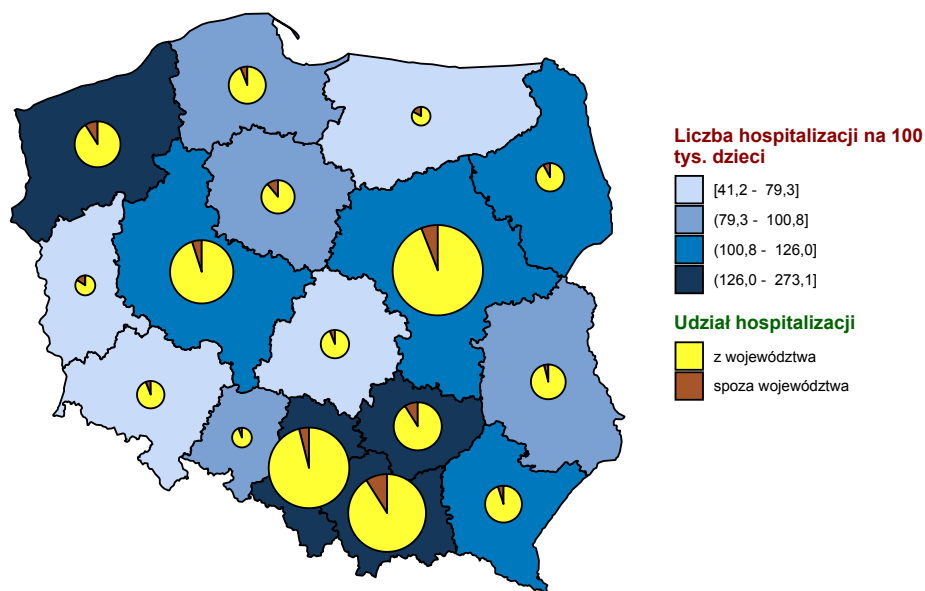 Liczba hospitalizacji na 100
tys. dzieci
[41,2 - 79,3]
(79,3 - 100,8]
(100,8 - 126,0]
(126,0 - 273,1]
Udział hospitalizacji
z województwa
spoza województwa